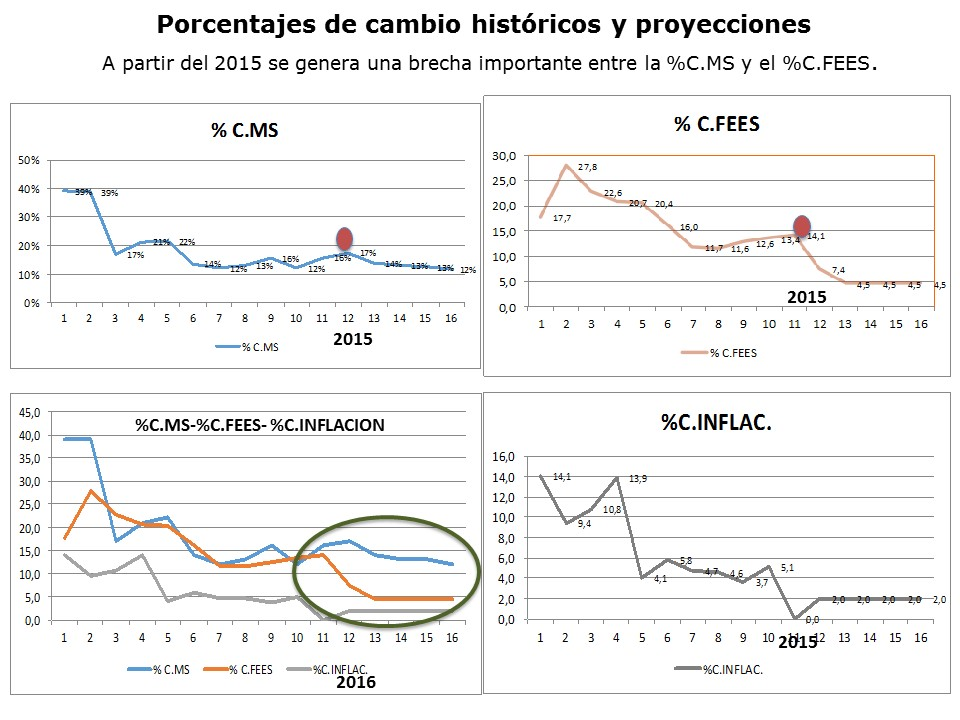 Porcentajes de cambio históricos y proyecciones
A partir del 2015 se genera una brecha importante entre la %C.MS y el %C.FEES.
% C.MS
50%
40%
30%
20%
10%
0%
39% 39% 17% 21% 22% 14% 12% 13% 16% 12% 16% 17% 14% 13% 13% 12%
1 2 3 4 5 6 7 8 9 10 11 12 13 14 15 16
2015
% C.MS
% C.FEES
30,0
25,0
20,0
15,0
10,0
5,0
0,0
17,7 27,8 22,6 20,7 20,4 16,0 11,7 11,6 12,6 13,4 14,1 7,4 4,5 4,5 4,5 4,5
2015
1 2 3 4 5 6 7 8 9 10 11 12 13 14 15 16
% C.FEES
%C.MS-%C.FEES- %C.INFLACION
45,0
40,0
35,0
30,0
25,0
20,0
15,0
10,0
5,0
0,0
1 2 3 4 5 6 7 8 9 10 11 12 13 14 15 16
% C.MS % C.FEES %C.INFLAC.
2016
%C.INFLAC.
16,0
14,0
12,0
10,0
8,0
6,0
4,0
2,0
0,0
14,1 9,4 10,8 13,9 4,1 5,8 4,7 4,6 3,7 5,1 0,0 2,0 2,0 2,0 2,0 2,0
1 2 3 4 5 6 7 8 9 10 11 12 13 14 15 16
2015
%C.INFLAC.